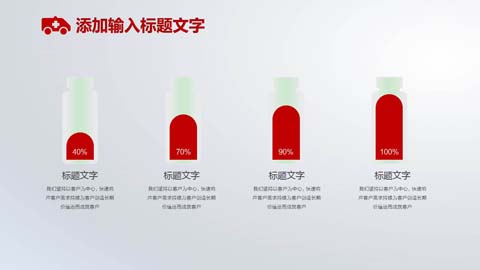 添加输入标题文字
40%
70%
90%
100%
标题文字
标题文字
标题文字
标题文字
我们坚持以客户为中心，快速响
应客户需求持续为客户创造长期
价值进而成就客户
我们坚持以客户为中心，快速响
应客户需求持续为客户创造长期
价值进而成就客户
我们坚持以客户为中心，快速响
应客户需求持续为客户创造长期
价值进而成就客户
我们坚持以客户为中心，快速响
应客户需求持续为客户创造长期
价值进而成就客户